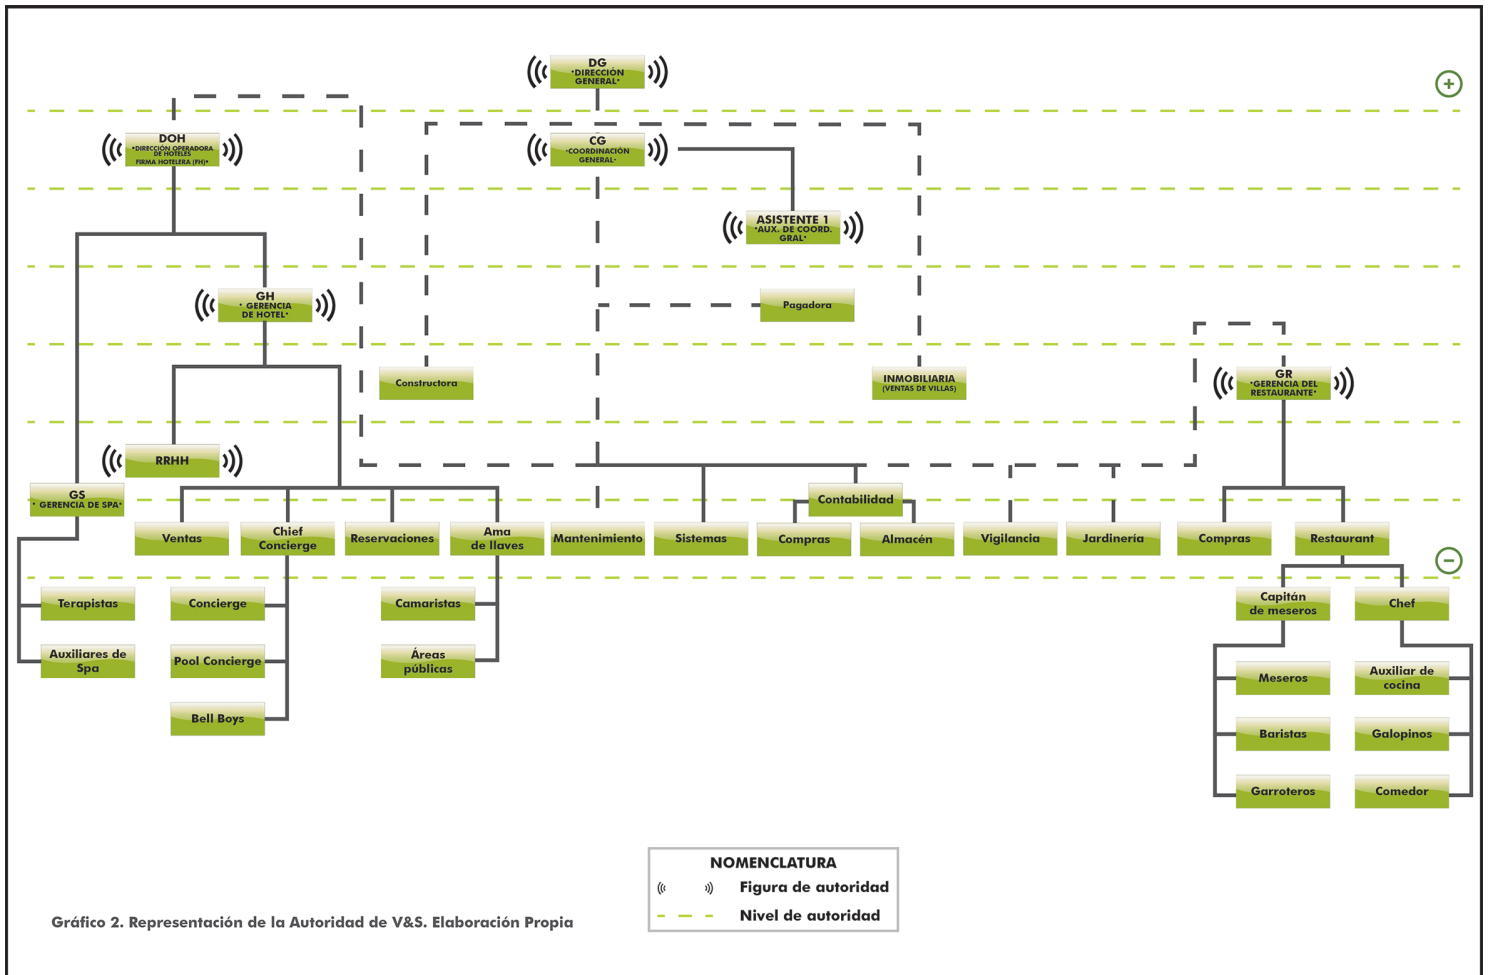 DG
"DIRECCIÓN
GENERAL"
+
DOH
"DIRECCIÓN OPERADORA
DE HOTELES
FIRMA HOTELERA (FH)"
CG
"COORDINACIÓN
GENERAL"
ASISTENTE 1
"AUX. DE COORD.
GRAL"
GH
" GERENCIA
DE HOTEL"
Pagadora
Constructora
INMOBILIARIA
(VENTAS DE VILLAS)
GR
"GERENCIA DEL
RESTAURANTE"
RRHH
GS
" GERENCIA DE SPA"
Contabilidad
Ventas
Chief
Concierge
Reservaciones
Ama
de llaves
Mantenimiento
Sistemas
Compras
Almacén
Vigilancia
Jardinería
Compras
Restaurant
−
Terapistas
Concierge
Camaristas
Capitán
de meseros
Chef
Auxiliares de
Spa
Pool Concierge
Áreas
públicas
Meseros
Auxiliar de
cocina
Bell Boys
Baristas
Galopinos
Garroteros
Comedor
NOMENCLATURA
Figura de autoridad
Nivel de autoridad
Gráfico 2. Representación de la Autoridad de V&S. Elaboración Propia